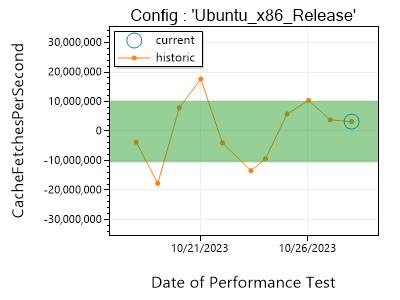 Config : 'Ubuntu_x86_Release'
current
historic
CacheFetchesPerSecond
30,000,000
20,000,000
10,000,000
0
-10,000,000
-20,000,000
-30,000,000
10/21/2023
10/26/2023
Date of Performance Test